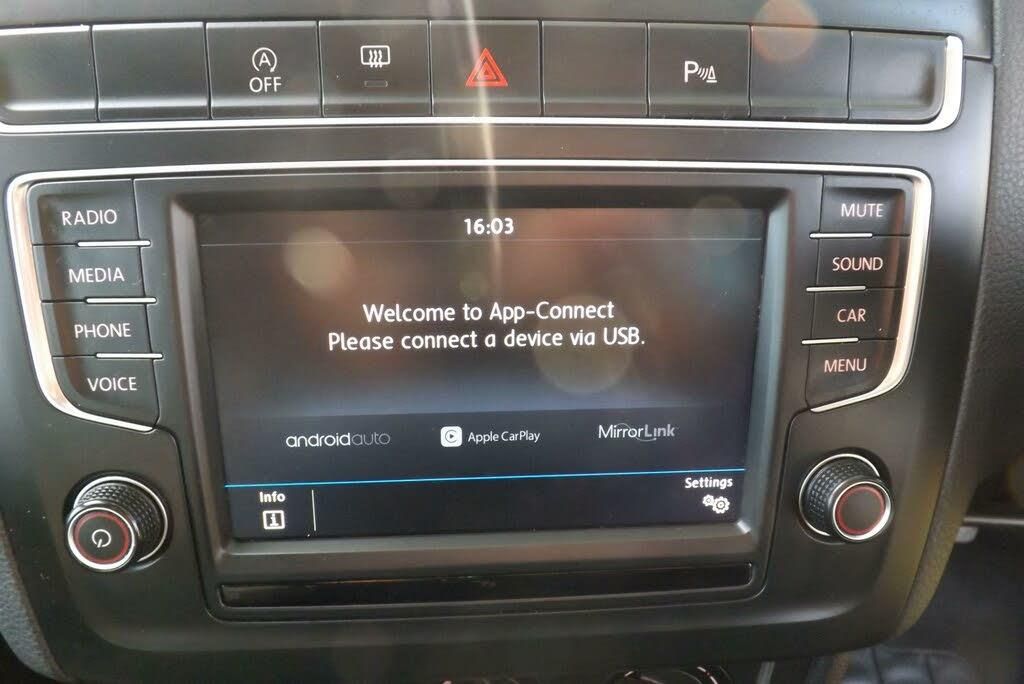 A
OFF
P
RADIO
MEDIA
PHONE
VOICE
16:03
Welcome to App-Connect
Please connect a device via USB.
androidauto
Apple CarPlay
MirrorLink
Info
i
Settings
MUTE
SOUND
CAR
MENU